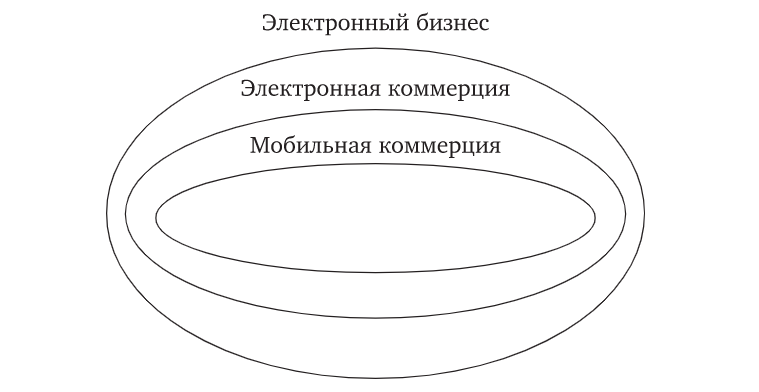 Электронный бизнес
Электронная коммерция
Мобильная коммерция